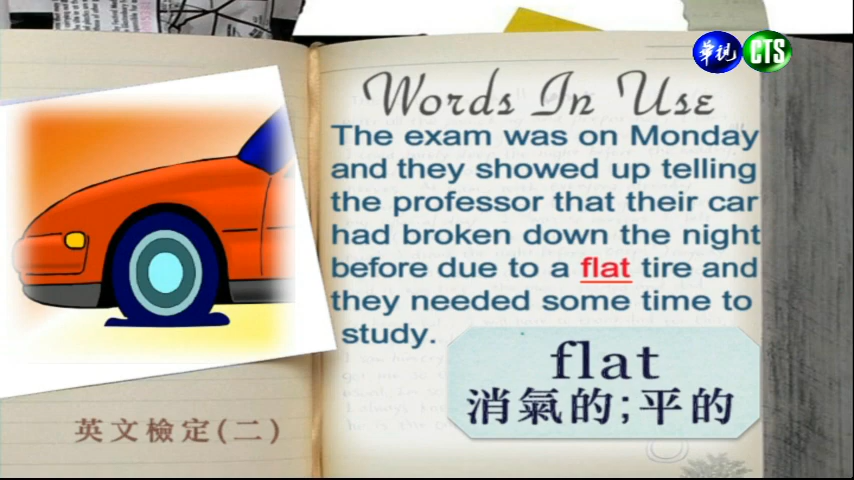 華視 CTS
Words In Use
The exam was on Monday
and they showed up telling
the professor that their car
had broken down the night
before due to a flat tire and
they needed some time to
study.
flat
消氣的;平的
英文檢定(二)